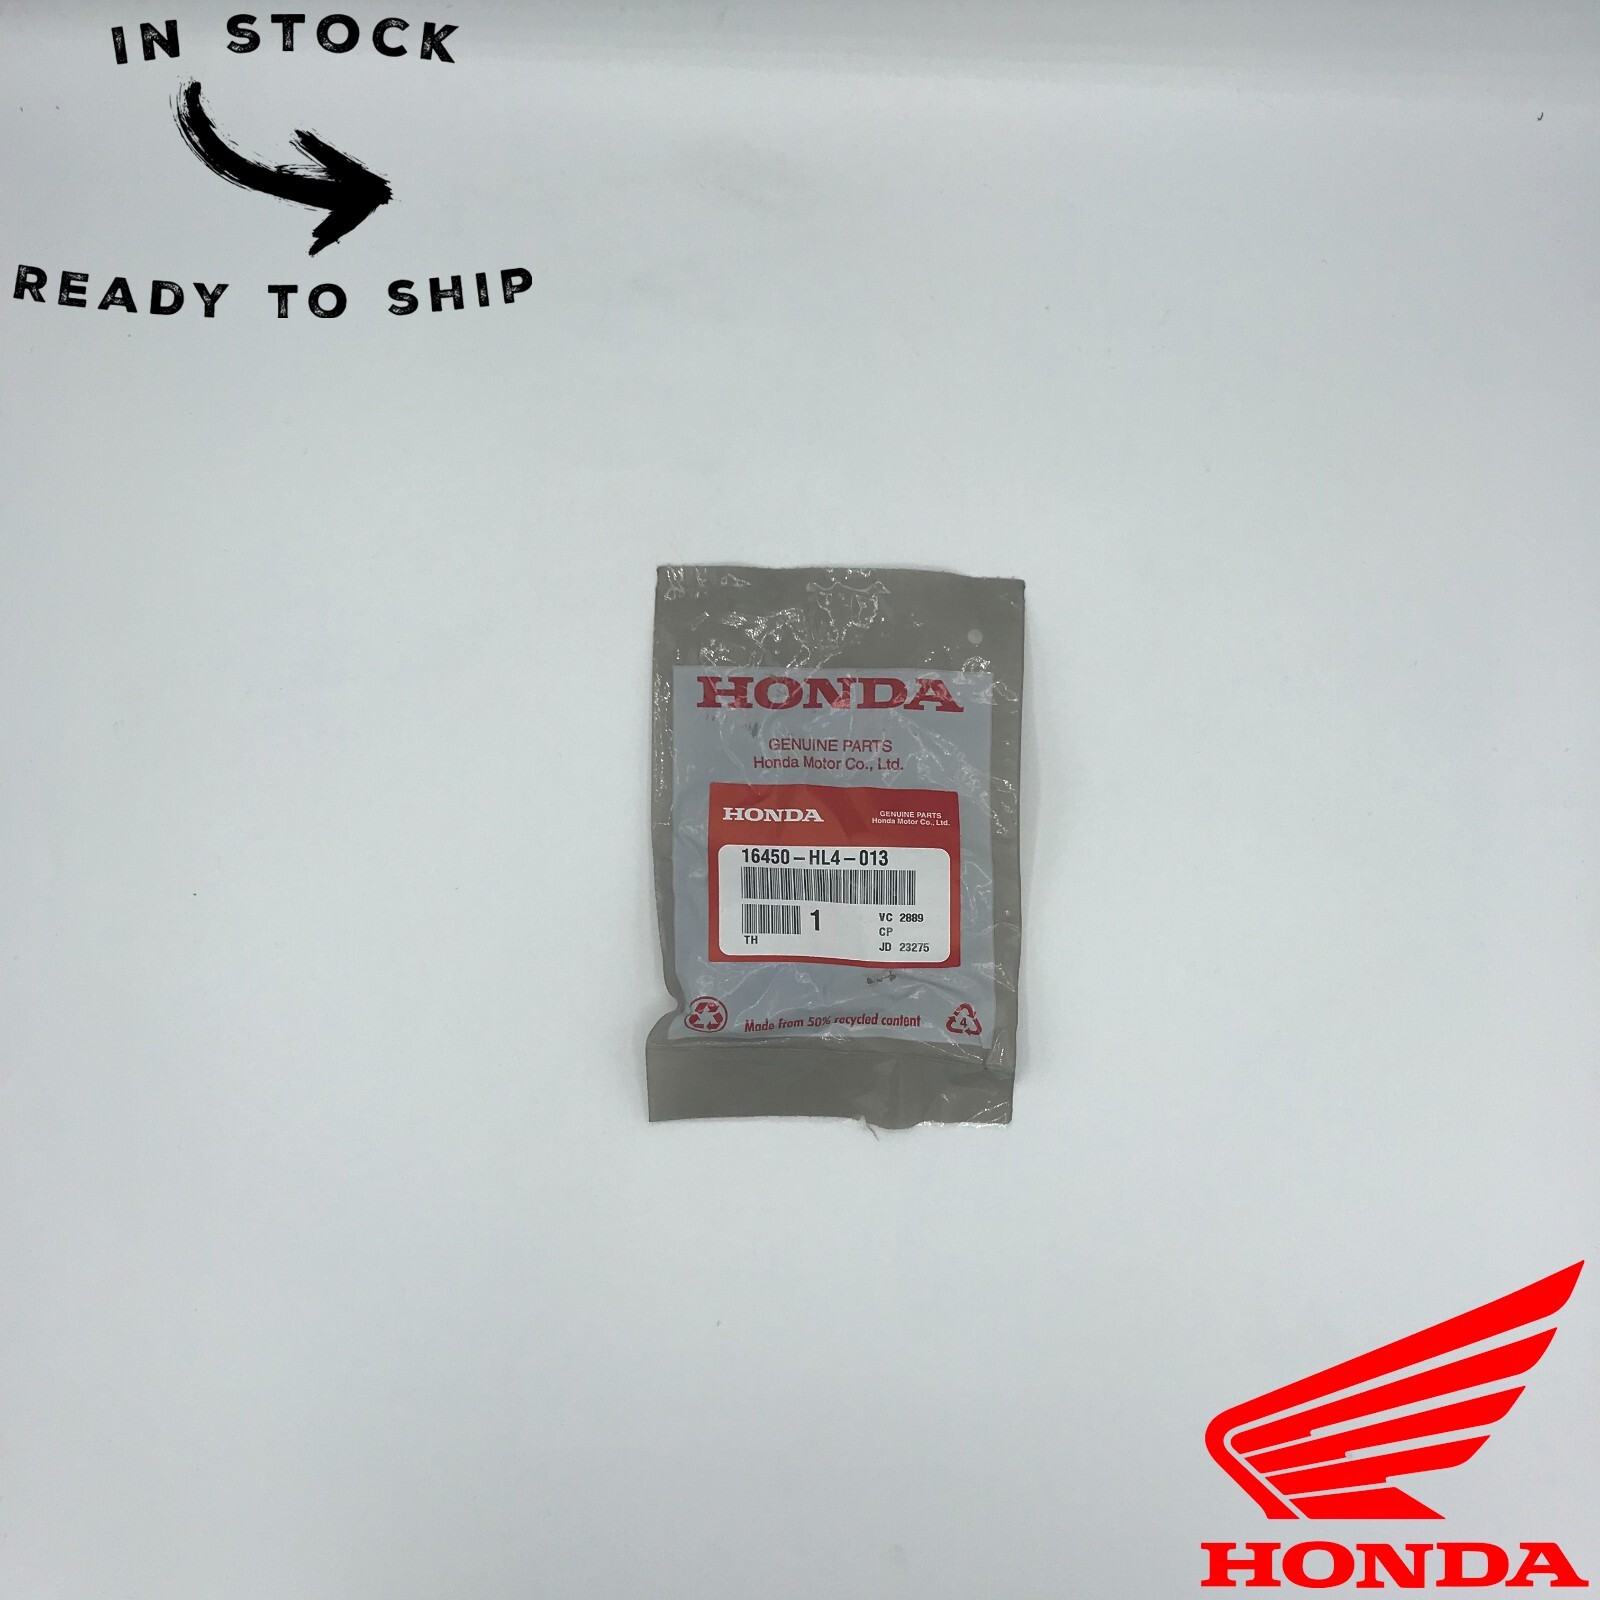 IN STOCK
READY TO SHIP
HONDA
GENUINE PARTS
Honda Motor Co., Ltd.
HONDA
GENUINE PARTS
Honda Motor Co., Ltd.
16450-HL4-013
1
VC 2889
CP
TH
JD 23275
Made from 50% recycled content
4
HONDA